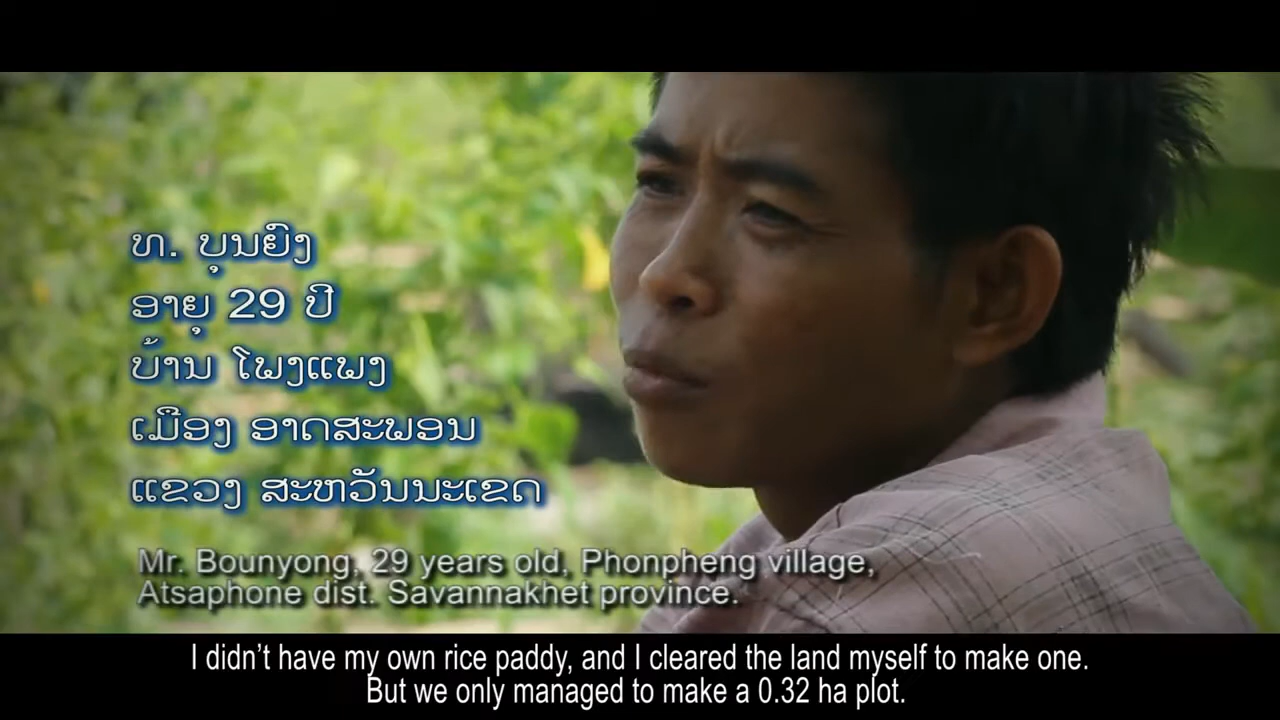 ທ. ບຸນຍົງ
ອາຍຸ 29 ປີ
ບ້ານ ໂພງແພງ
ເມືອງ ອາດສະພອນ
ແຂວງ ສະຫວັນນະເຂດ
Mr. Bounyong, 29 years old, Phonpheng village,
Atsaphone dist. Savannakhet province.
I didn't have my own rice paddy, and I cleared the land myself to make one.
But we only managed to make a 0.32 ha plot.